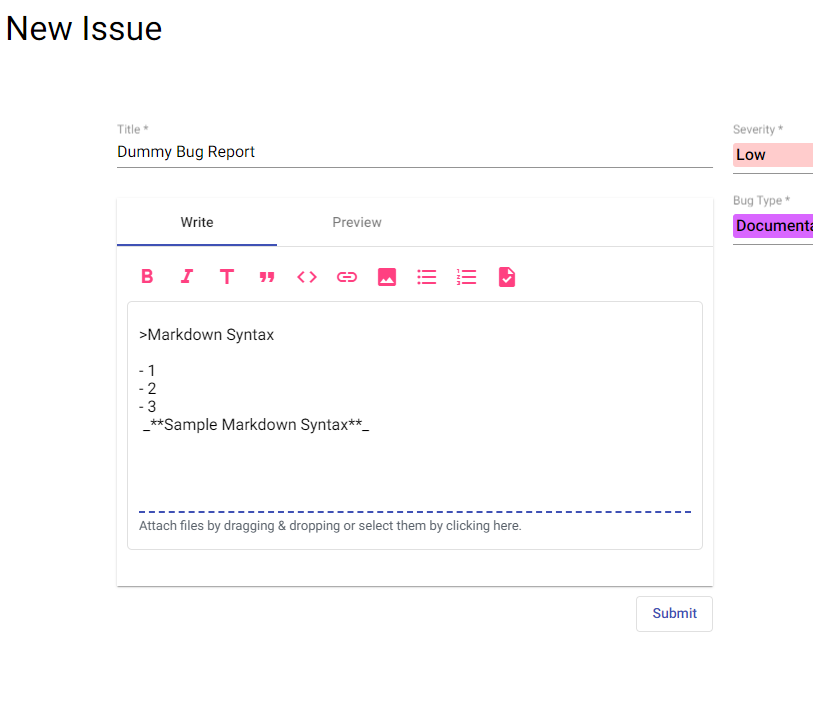 New Issue
Title *
Dummy Bug Report
Severity *
Low
Bug Type *
Documenta
Write
Preview
>Markdown Syntax
- 1
- 2
- 3
_**Sample Markdown Syntax**_
Attach files by dragging & dropping or select them by clicking here.
Submit